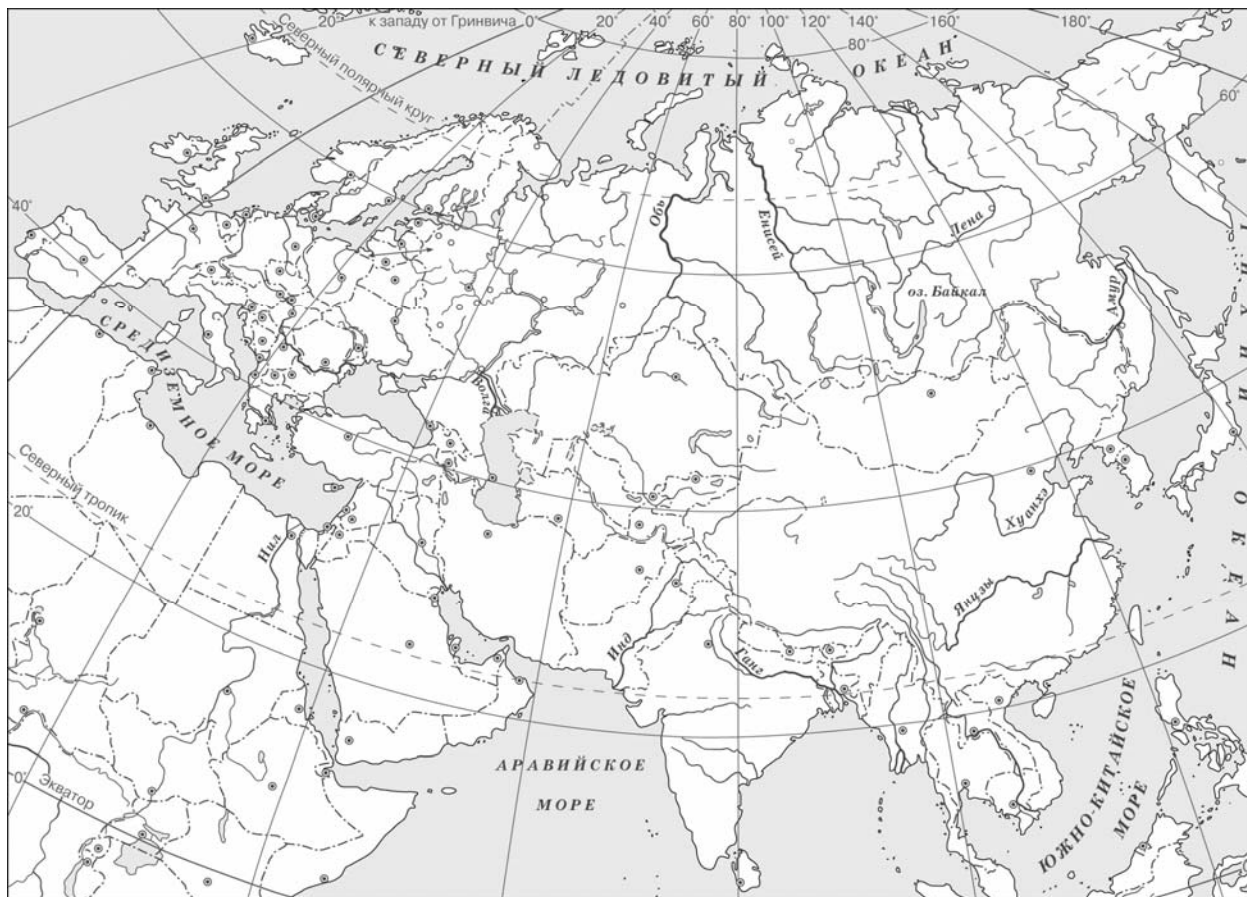 20° к западу от Гринвича 0° 20° 40° 60° 80° 100° 120° 140° 160° 180°
СЕВЕРНЫЙ ЛЕДОВИТЫЙ ОКЕАН
80°
60°
Северный полярный круг
40°
Обь
Енисей
Лена
оз. Байкал
Амур
ТИХИЙ ОКЕАН
СРЕДИЗЕМНОЕ МОРЕ
Волга
Северный тропик
20°
Нил
Хуанхэ
Янцзы
Инд
Ганг
АРАВИЙСКОЕ
МОРЕ
ЮЖНО-КИТАЙСКОЕ
МОРЕ
Экватор
0°